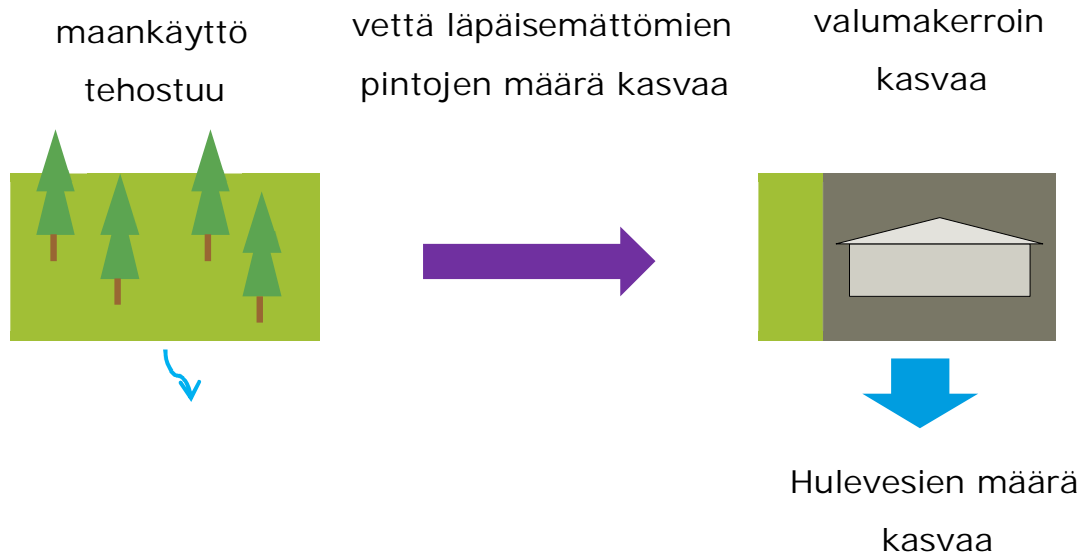 maankäyttö
tehostuu
vettä läpäisemättömien
pintojen määrä kasvaa
valumakerroin
kasvaa
Hulevesien määrä
kasvaa